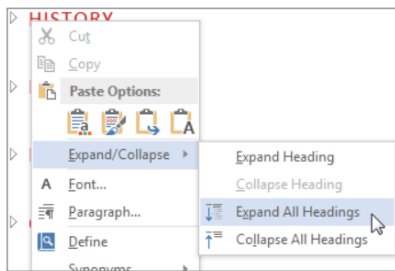 HISTORY
Cut
Copy
Paste Options:
Expand/Collapse
Expand Heading
Collapse Heading
Expand All Headings
Collapse All Headings
A Font...
Paragraph...
Define
Synonyms